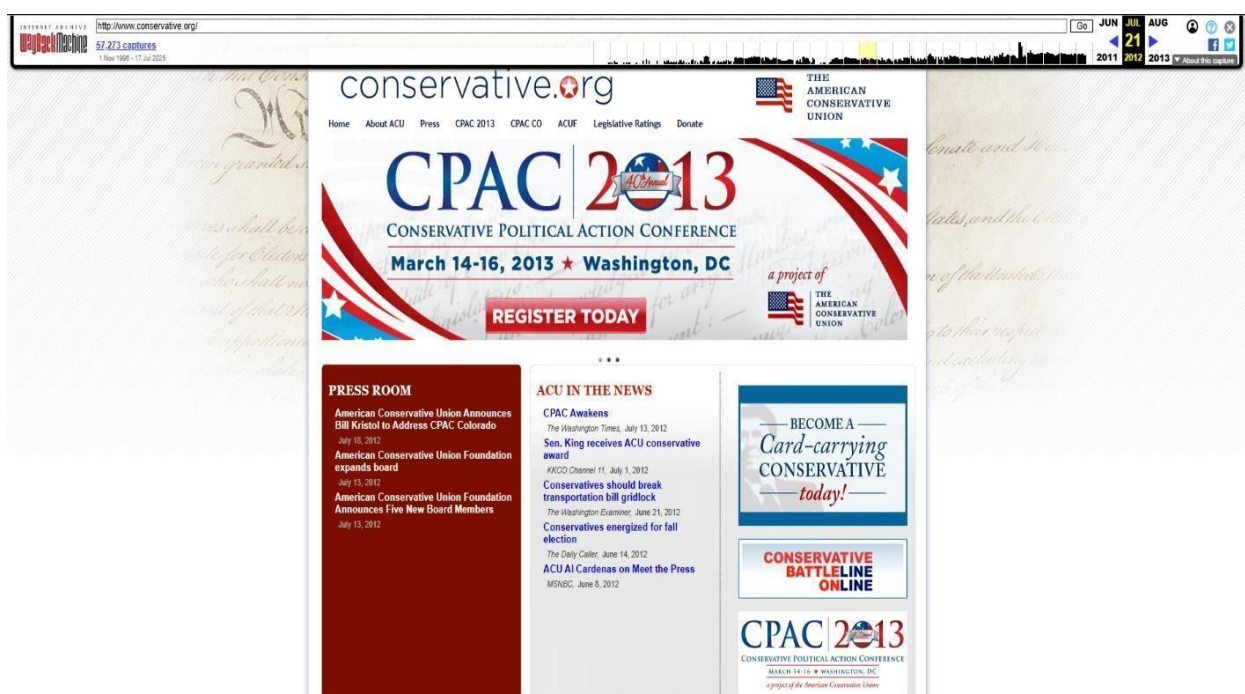 INTERNET ARCHIVE
WayBackMachine
http://www.conservative.org/
Go
57,273 captures
1 Nov 1996 - 17 Jul 2025
JUN JUL AUG
21
2011 2012 2013
About this capture
conservative.org
THE
AMERICAN
CONSERVATIVE
UNION
Home About ACU Press CPAC 2013 CPAC CO ACUF Legislative Ratings Donate
CPAC 2013
40th Annual
CONSERVATIVE POLITICAL ACTION CONFERENCE
March 14-16, 2013 ★ Washington, DC
REGISTER TODAY
a project of
THE
AMERICAN
CONSERVATIVE
UNION
PRESS ROOM
American Conservative Union Announces
Bill Kristol to Address CPAC Colorado
July 18, 2012
American Conservative Union Foundation
expands board
July 13, 2012
American Conservative Union Foundation
Announces Five New Board Members
July 13, 2012
ACU IN THE NEWS
CPAC Awakens
The Washington Times, July 13, 2012
Sen. King receives ACU conservative
award
KKCO Channel 11, July 1, 2012
Conservatives should break
transportation bill gridlock
The Washington Examiner, June 21, 2012
Conservatives energized for fall
election
The Daily Caller, June 14, 2012
ACU Al Cardenas on Meet the Press
MSNBC, June 8, 2012
BECOME A
Card-carrying
CONSERVATIVE
today!
CONSERVATIVE
BATTLELINE
ONLINE
CPAC 2013
CONSERVATIVE POLITICAL ACTION CONFERENCE
MARCH 14-16 ★ WASHINGTON, DC
a project of the American Conservative Union